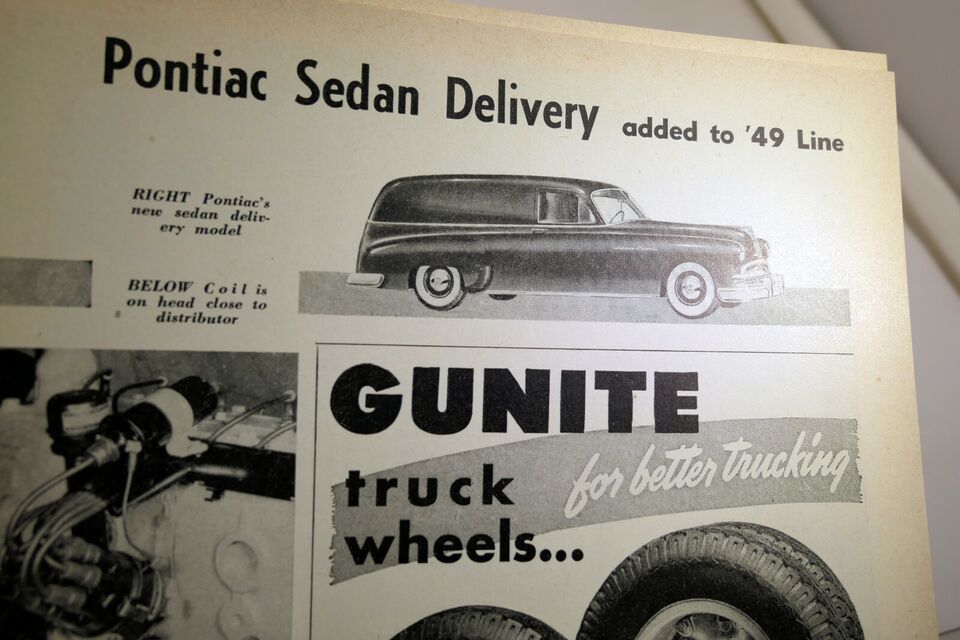 Pontiac Sedan Delivery added to '49 Line
RIGHT Pontiac's
new sedan deliv-
ery model
BELOW Coil is
on head close to
distributor
GUNITE
for better trucking
truck
wheels...